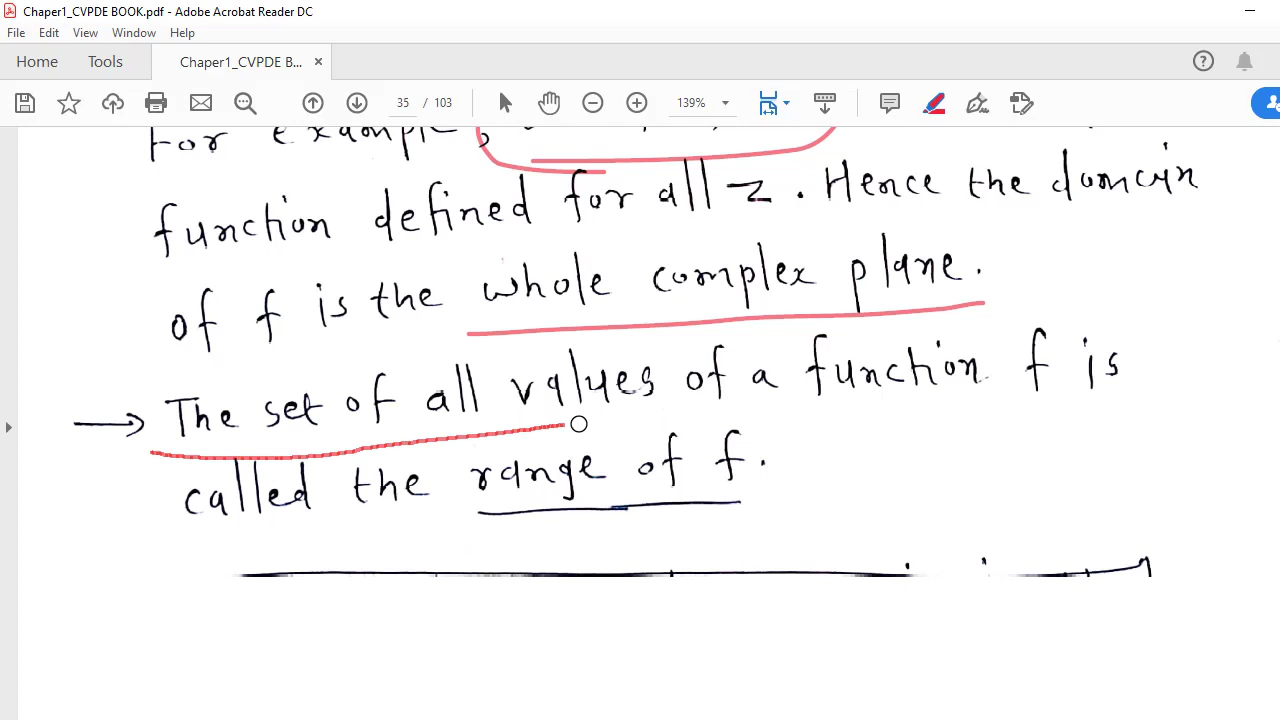 Chaper1_CVPDE BOOK.pdf - Adobe Acrobat Reader DC
File Edit View Window Help
Home Tools Chaper1_CVPDE B... ×
35 / 103 139%
For example,
function defined for all z. Hence the domain
of f is the whole complex plane.
→ The set of all values of a function f is
called the range of f.